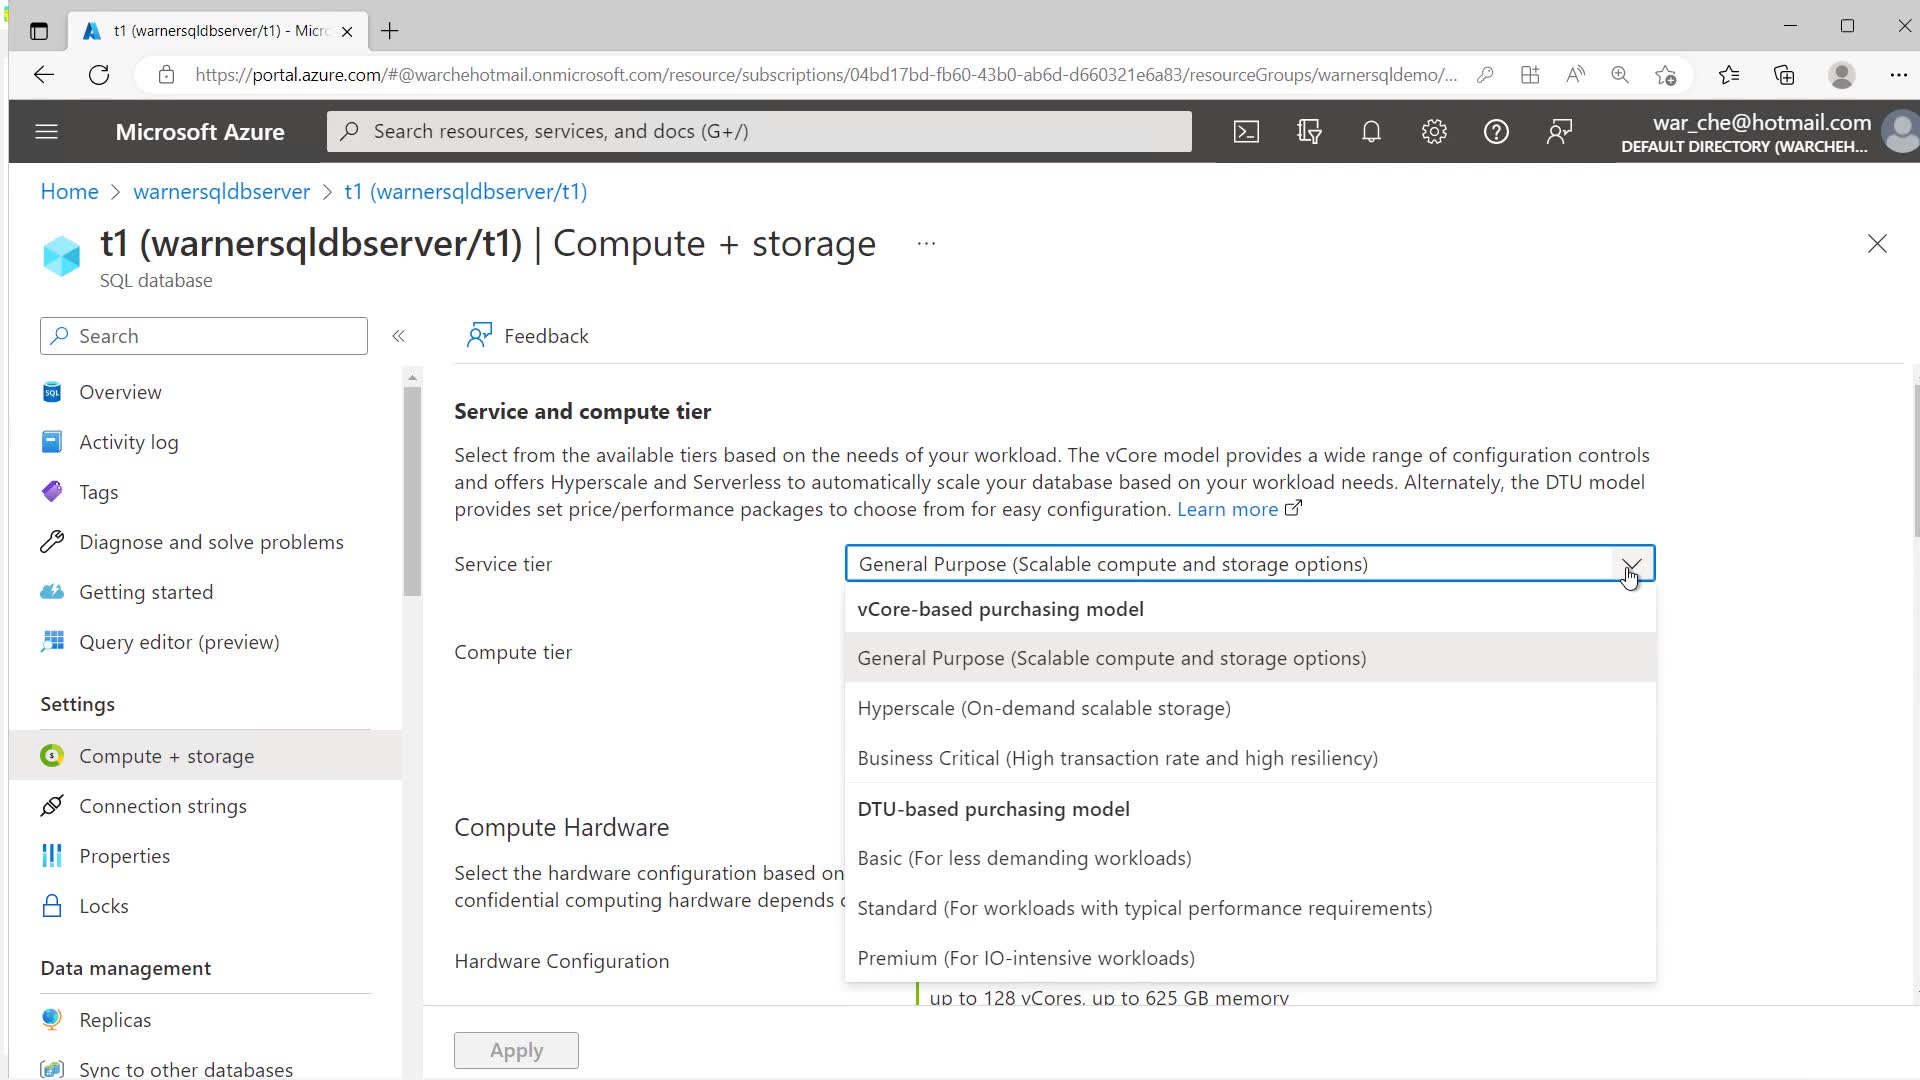 t1 (warnersqldbserver/t1) - Micr
https://portal.azure.com/#@warchehotmail.onmicrosoft.com/resource/subscriptions/04bd17bd-fb60-43b0-ab6d-d660321e6a83/resourceGroups/warnersqldemo/...
Microsoft Azure
Search resources, services, and docs (G+/)
war_che@hotmail.com
DEFAULT DIRECTORY (WARCHEH...
Home > warnersqldbserver > t1 (warnersqldbserver/t1)
t1 (warnersqldbserver/t1) | Compute + storage ...
SQL database
Search
Overview
Activity log
Tags
Diagnose and solve problems
Getting started
Query editor (preview)
Settings
Compute + storage
Connection strings
Properties
Locks
Data management
Replicas
Sync to other databases
Feedback
Service and compute tier
Select from the available tiers based on the needs of your workload. The vCore model provides a wide range of configuration controls
and offers Hyperscale and Serverless to automatically scale your database based on your workload needs. Alternately, the DTU model
provides set price/performance packages to choose from for easy configuration. Learn more
Service tier
General Purpose (Scalable compute and storage options)
vCore-based purchasing model
General Purpose (Scalable compute and storage options)
Hyperscale (On-demand scalable storage)
Business Critical (High transaction rate and high resiliency)
DTU-based purchasing model
Basic (For less demanding workloads)
Standard (For workloads with typical performance requirements)
Premium (For IO-intensive workloads)
Compute tier
Compute Hardware
Select the hardware configuration based on
confidential computing hardware depends
Hardware Configuration
up to 128 vCores, up to 625 GB memory
Apply